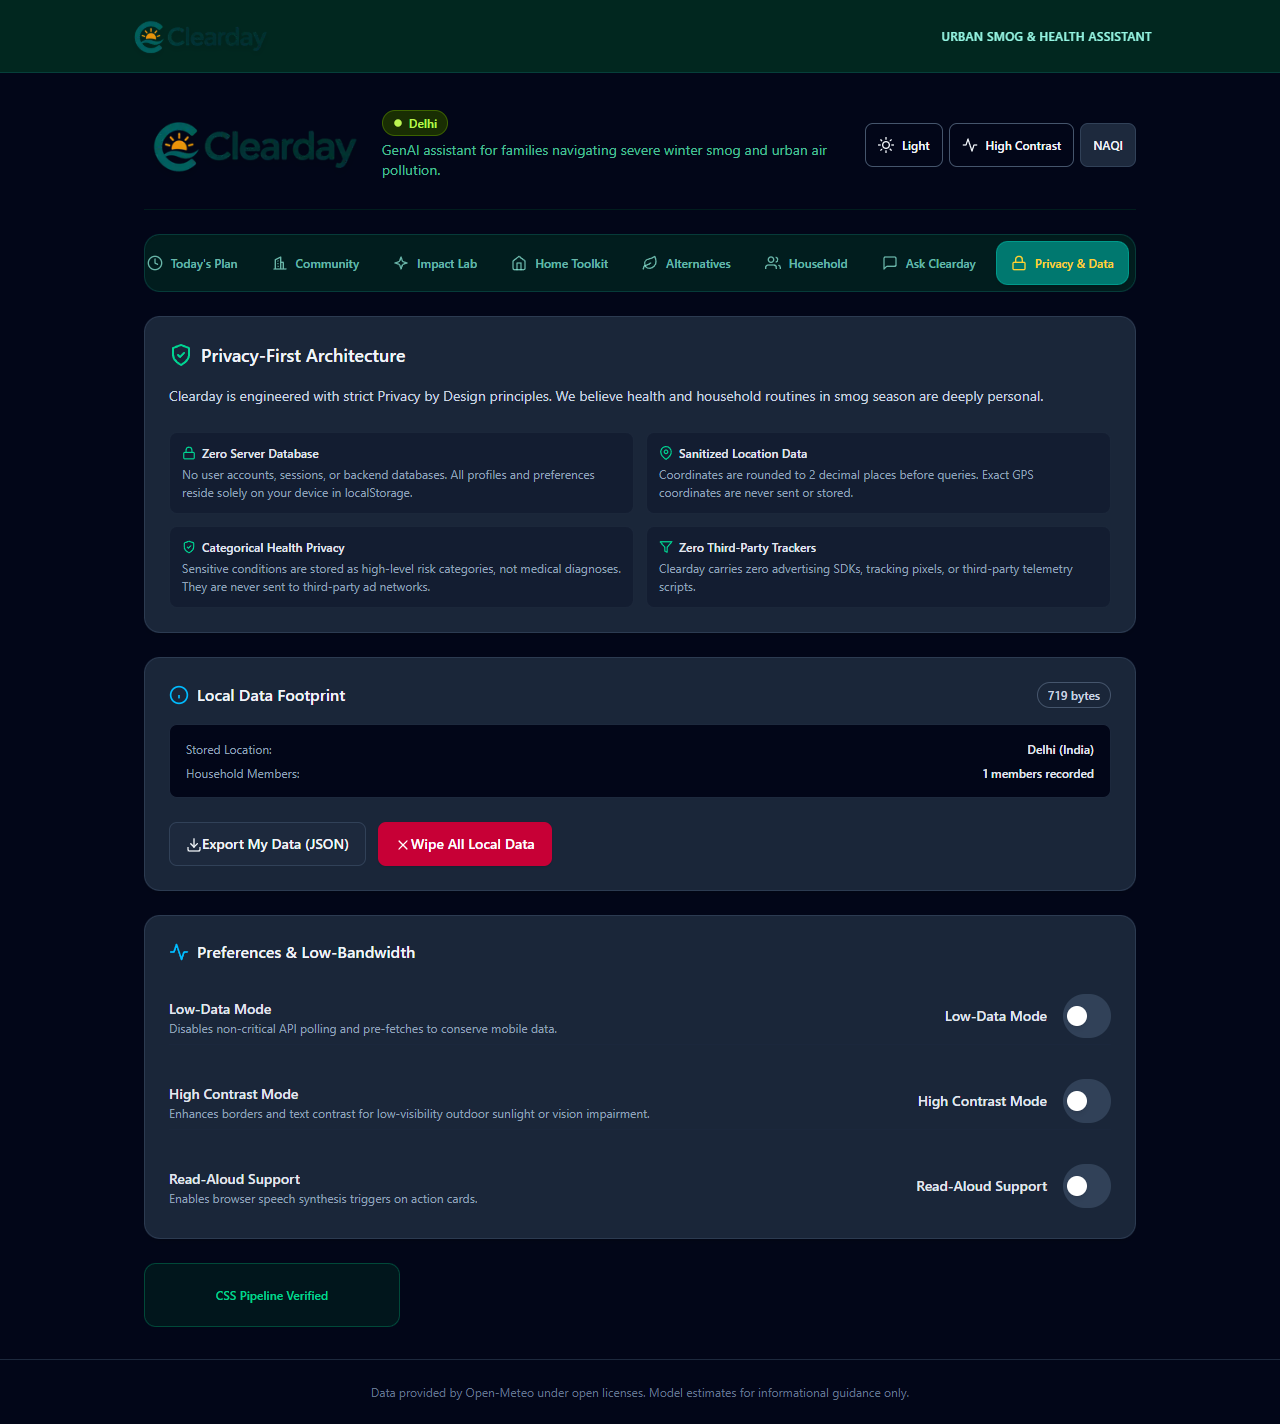 Clearday
URBAN SMOG & HEALTH ASSISTANT
Clearday
Delhi
GenAI assistant for families navigating severe winter smog and urban air
pollution.
Light
High Contrast
NAQI
Today's Plan
Community
Impact Lab
Home Toolkit
Alternatives
Household
Ask Clearday
Privacy & Data
Privacy-First Architecture
Clearday is engineered with strict Privacy by Design principles. We believe health and household routines in smog season are deeply personal.
Zero Server Database
No user accounts, sessions, or backend databases. All profiles and preferences
reside solely on your device in localStorage.
Sanitized Location Data
Coordinates are rounded to 2 decimal places before queries. Exact GPS
coordinates are never sent or stored.
Categorical Health Privacy
Sensitive conditions are stored as high-level risk categories, not medical diagnoses.
They are never sent to third-party ad networks.
Zero Third-Party Trackers
Clearday carries zero advertising SDKs, tracking pixels, or third-party telemetry
scripts.
Local Data Footprint
719 bytes
Stored Location:
Delhi (India)
Household Members:
1 members recorded
Export My Data (JSON)
Wipe All Local Data
Preferences & Low-Bandwidth
Low-Data Mode
Disables non-critical API polling and pre-fetches to conserve mobile data.
Low-Data Mode
High Contrast Mode
Enhances borders and text contrast for low-visibility outdoor sunlight or vision impairment.
High Contrast Mode
Read-Aloud Support
Enables browser speech synthesis triggers on action cards.
Read-Aloud Support
CSS Pipeline Verified
Data provided by Open-Meteo under open licenses. Model estimates for informational guidance only.